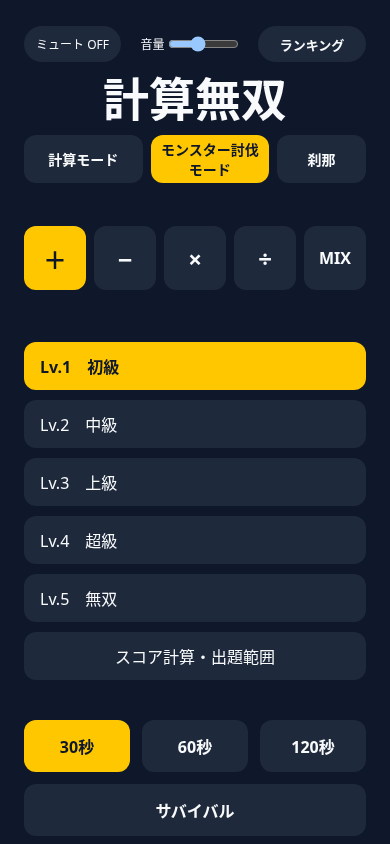 ミュート OFF
音量
ランキング
計算無双
計算モード
モンスター討伐
モード
刹那
＋
−
×
÷
MIX
Lv.1　初級
Lv.2　中級
Lv.3　上級
Lv.4　超級
Lv.5　無双
スコア計算・出題範囲
30秒
60秒
120秒
サバイバル